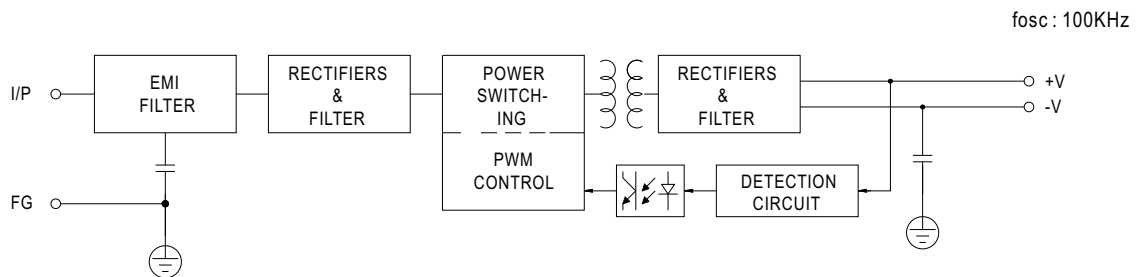 fosc : 100KHz
I/P
EMI
FILTER
RECTIFIERS
&
FILTER
POWER
SWITCH-
ING
PWM
CONTROL
RECTIFIERS
&
FILTER
+V
-V
DETECTION
CIRCUIT
FG